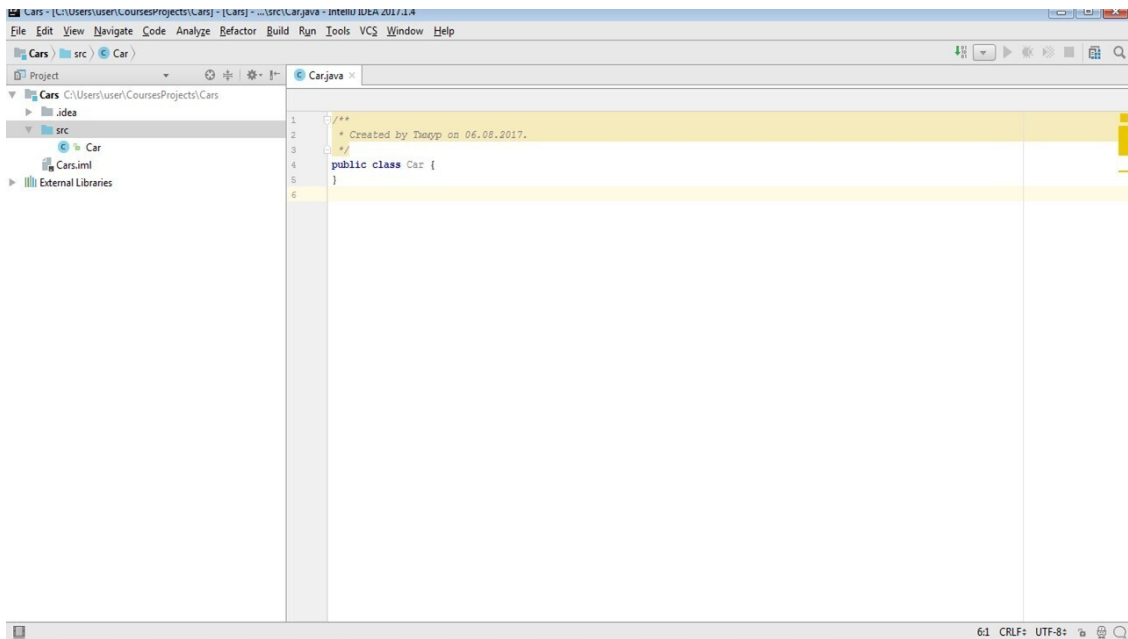 Cars - [C:\Users\user\CoursesProjects\Cars] - [Cars] - ...\src\Car.java - IntelliJ IDEA 2017.1.4
File Edit View Navigate Code Analyze Refactor Build Run Tools VCS Window Help
Cars src C Car
Project
C Car.java
Cars C:\Users\user\CoursesProjects\Cars
.idea
src
C Car
Cars.iml
External Libraries
1 /**
2 * Created by Тимур on 06.08.2017.
3 */
4 public class Car {
5 }
6
6:1 CRLF UTF-8